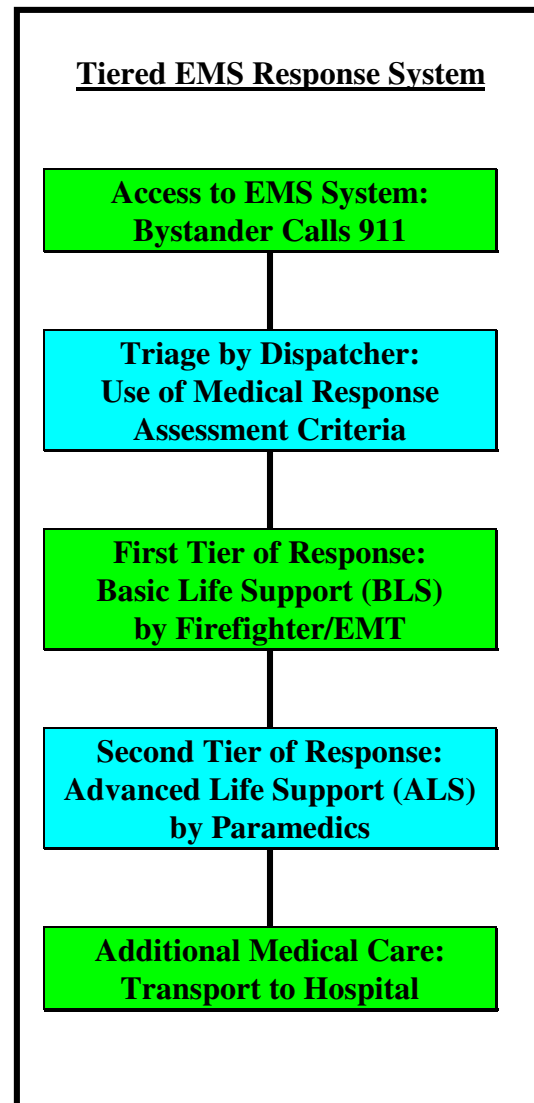 Tiered EMS Response System
Access to EMS System:
Bystander Calls 911
Triage by Dispatcher:
Use of Medical Response
Assessment Criteria
First Tier of Response:
Basic Life Support (BLS)
by Firefighter/EMT
Second Tier of Response:
Advanced Life Support (ALS)
by Paramedics
Additional Medical Care:
Transport to Hospital